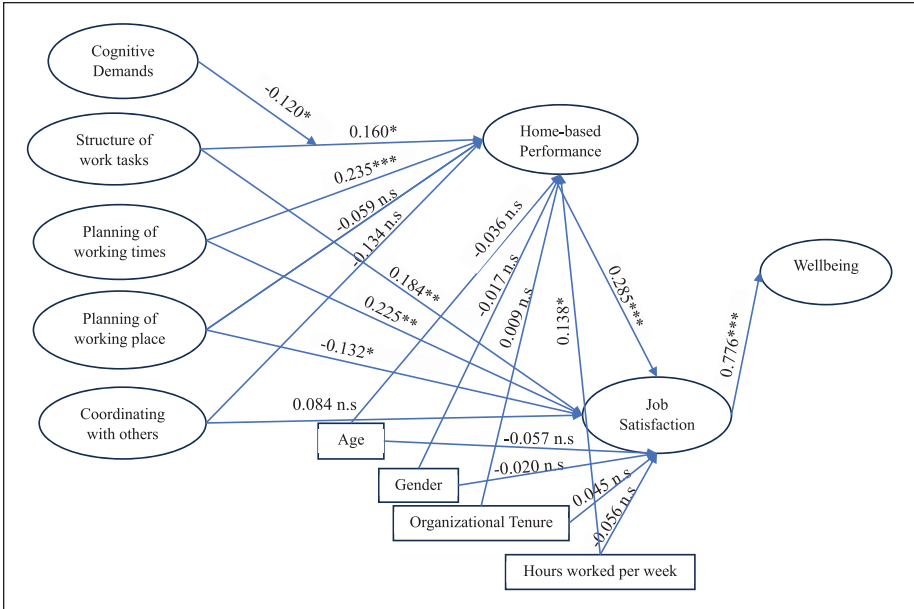 Cognitive
Demands
-0.120*
Structure of
work tasks
0.160*
Home-based
Performance
0.235***
Planning of
working times
-0.059 n.s
-0.134 n.s
-0.036 n.s
-0.017 n.s
0.009 n.s
0.138*
0.285***
Wellbeing
0.184**
0.225**
0.776***
Planning of
working place
-0.132*
Coordinating
with others
0.084 n.s
Job
Satisfaction
Age
-0.057 n.s
-0.020 n.s
Gender
0.045 n.s
-0.056 n.s
Organizational Tenure
Hours worked per week